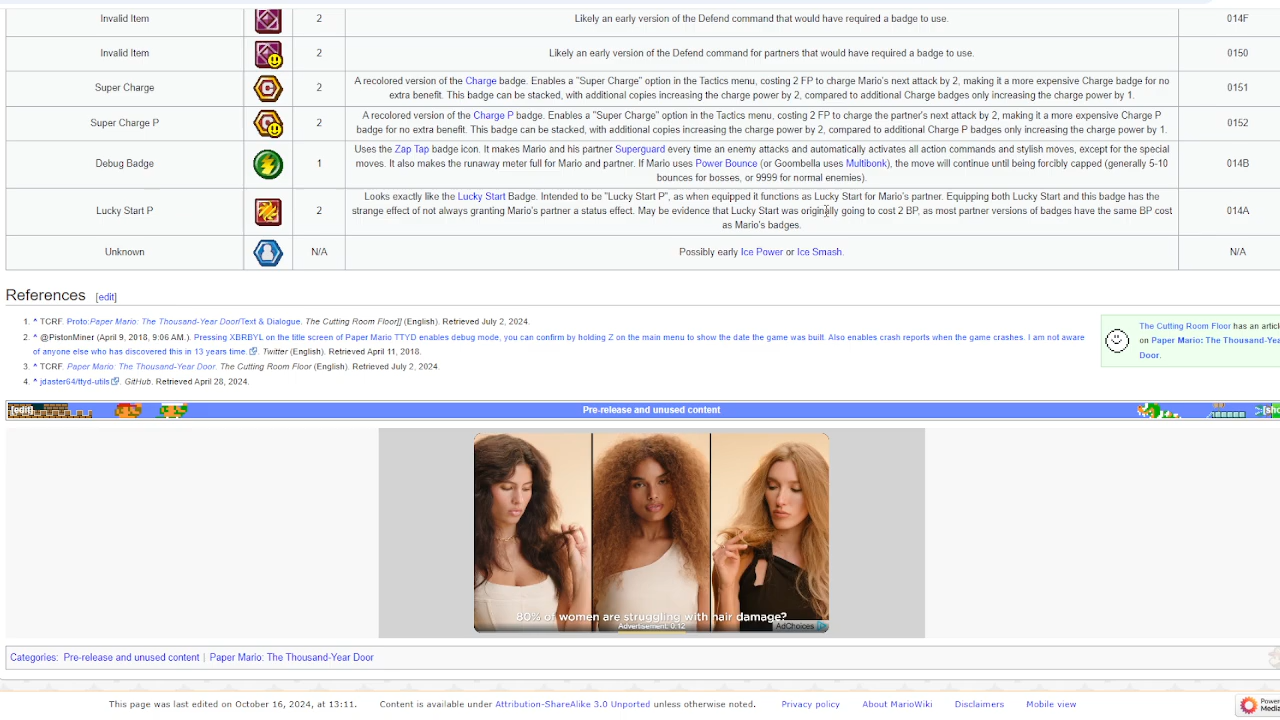 Invalid Item 2 Likely an early version of the Defend command that would have required a badge to use. 014F
Invalid Item 2 Likely an early version of the Defend command for partners that would have required a badge to use. 0150
Super Charge 2 A recolored version of the Charge badge. Enables a "Super Charge" option in the Tactics menu, costing 2 FP to charge Mario's next attack by 2, making it a more expensive Charge badge for no
extra benefit. This badge can be stacked, with additional copies increasing the charge power by 2, compared to additional Charge badges only increasing the charge power by 1. 0151
Super Charge P 2 A recolored version of the Charge P badge. Enables a "Super Charge" option in the Tactics menu, costing 2 FP to charge the partner's next attack by 2, making it a more expensive Charge P
badge for no extra benefit. This badge can be stacked, with additional copies increasing the charge power by 2, compared to additional Charge P badges only increasing the charge power by 1. 0152
Uses the Zap Tap badge icon. It makes Mario and his partner Superguard every time an enemy attacks and automatically activates all action commands and stylish moves, except for the special
Debug Badge 1 moves. It also makes the runaway meter full for Mario and partner. If Mario uses Power Bounce (or Goombella uses Multibonk), the move will continue until being forcibly capped (generally 5-10 014B
bounces for bosses, or 9999 for normal enemies).
Looks exactly like the Lucky Start Badge. Intended to be "Lucky Start P", as when equipped it functions as Lucky Start for Mario's partner. Equipping both Lucky Start and this badge has the
Lucky Start P 2 strange effect of not always granting Mario's partner a status effect. May be evidence that Lucky Start was originally going to cost 2 BP, as most partner versions of badges have the same BP cost 014A
as Mario's badges.
Unknown N/A Possibly early Ice Power or Ice Smash. N/A
References [edit]
1. ^ TCRF. Proto:Paper Mario: The Thousand-Year Door/Text & Dialogue. The Cutting Room Floor]] (English). Retrieved July 2, 2024.
2. ^ @PistonMiner (April 9, 2018, 9:06 AM.). Pressing XBRBYL on the title screen of Paper Mario TTYD enables debug mode, you can confirm by holding Z on the main menu to show the date the game was built. Also enables crash reports when the game crashes. I am not aware
of anyone else who has discovered this in 13 years time. Twitter (English). Retrieved April 11, 2018.
3. ^ TCRF. Paper Mario: The Thousand-Year Door. The Cutting Room Floor (English). Retrieved July 2, 2024.
4. ^ jdaster64/ttyd-utils. GitHub. Retrieved April 28, 2024.
The Cutting Room Floor has an articl
on Paper Mario: The Thousand-Yea
Door.
[edit] Pre-release and unused content [sho
80% of women are struggling with hair damage?
Advertisement: 0:12 AdChoices
Categories: Pre-release and unused content | Paper Mario: The Thousand-Year Door
This page was last edited on October 16, 2024, at 13:11. Content is available under Attribution-ShareAlike 3.0 Unported unless otherwise noted. Privacy policy About MarioWiki Disclaimers Mobile view
Power
Media